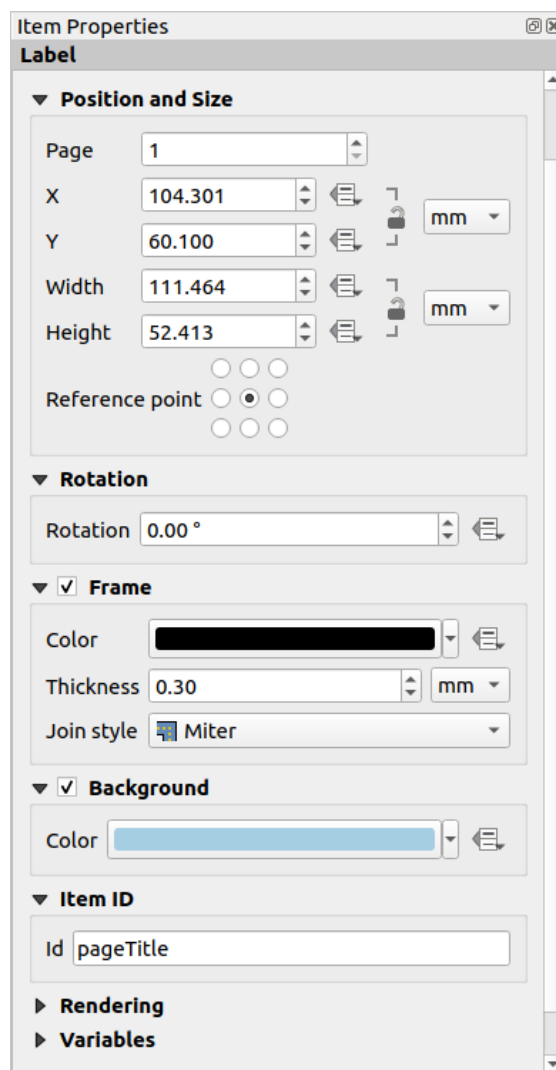 Item Properties
Label
Position and Size
Page 1
X 104.301
mm
Y 60.100
Width 111.464
mm
Height 52.413
Reference point
Rotation
Rotation 0.00 °
Frame
Color
Thickness 0.30 mm
Join style Miter
Background
Color
Item ID
Id pageTitle
Rendering
Variables